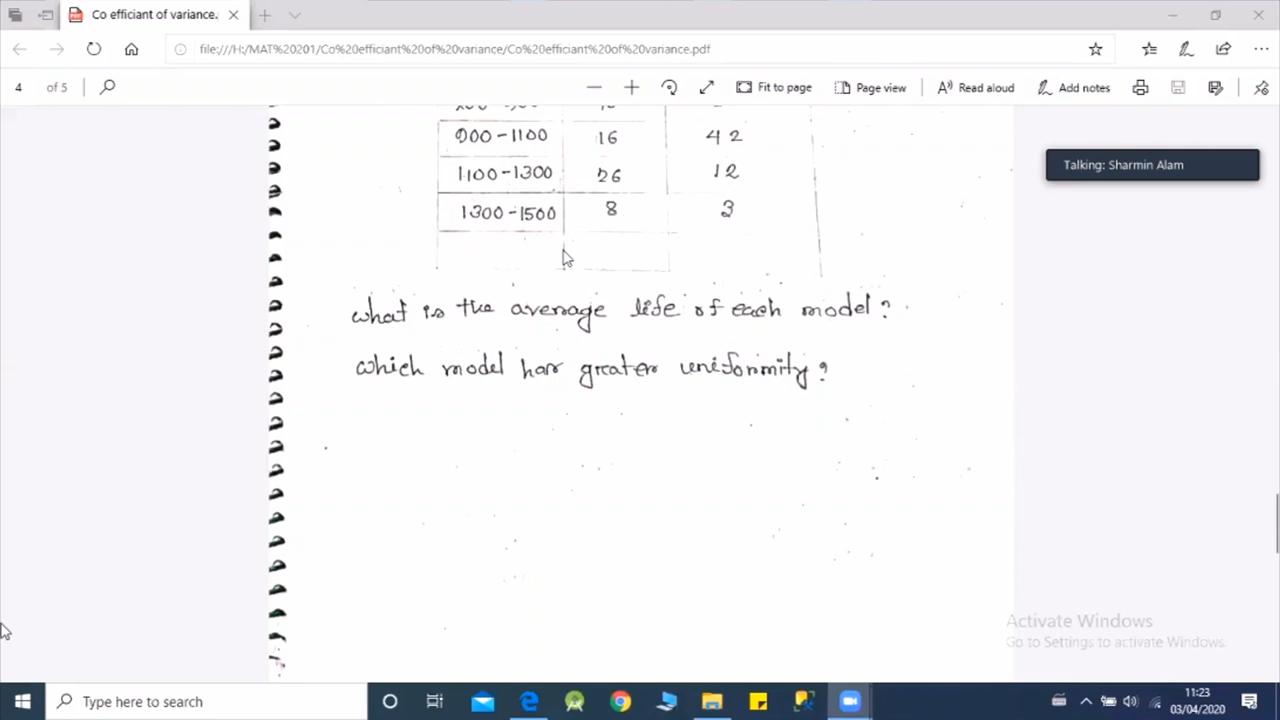 Co efficiant of variance.
file:///H:/MAT%20201/Co%20efficiant%20of%20variance/Co%20efficiant%20of%20variance.pdf
4 of 5
Fit to page
Page view
Read aloud
Add notes
900-1100 16 42
1100-1300 26 12
1300-1500 8 3
Talking: Sharmin Alam
what is the average life of each model?
which model has greater uniformity?
Activate Windows
Go to Settings to activate Windows.
Type here to search
11:23
03/04/2020